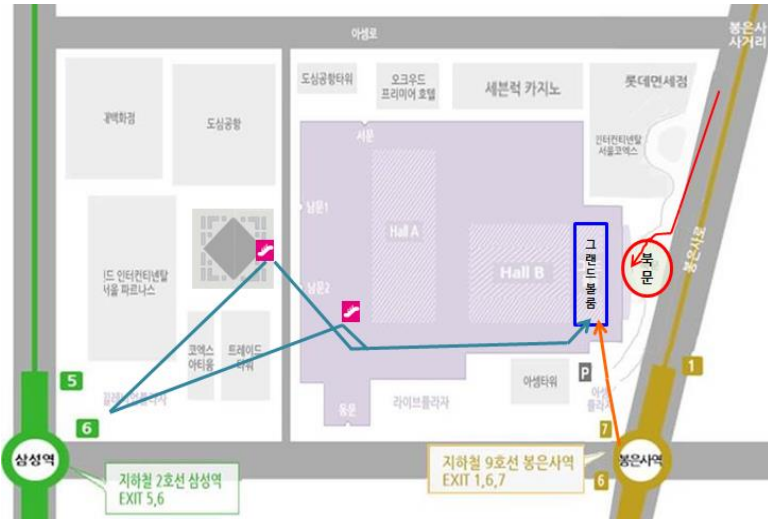 아셈로
봉은사
사거리
도심공항타워
오크우드
프리미어 호텔
세븐럭 카지노
롯데면세점
도심공항
서문
인터컨티넨탈
서울코엑스
남문1
Hall A
그랜드볼룸
북문
봉은사로
인터컨티넨탈
서울 파르나스
남문2
Hall B
코엑스
아티움
트레이드
타워
5
1
아셈타워
P
아셈
플라자
동문
라이브플라자
6
7
삼성역
지하철 2호선 삼성역
EXIT 5,6
지하철 9호선 봉은사역
EXIT 1,6,7
6
봉은사역